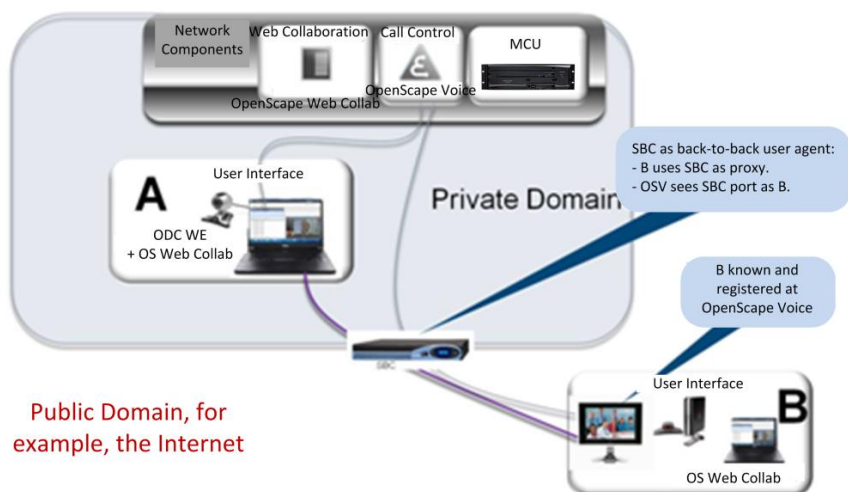 Network
Components
Web Collaboration
OpenScape Web Collab
Call Control
OpenScape Voice
MCU
A
User Interface
ODC WE
+ OS Web Collab
Private Domain
SBC as back-to-back user agent:
- B uses SBC as proxy.
- OSV sees SBC port as B.
B known and
registered at
OpenScape Voice
SBC
User Interface
B
OS Web Collab
Public Domain, for
example, the Internet